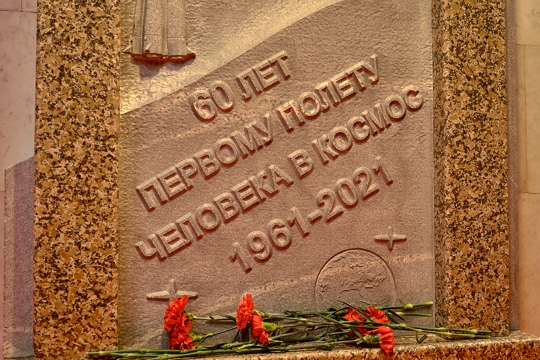 60 ЛЕТ
ПЕРВОМУ ПОЛЕТУ
ЧЕЛОВЕКА В КОСМОС
1961-2021